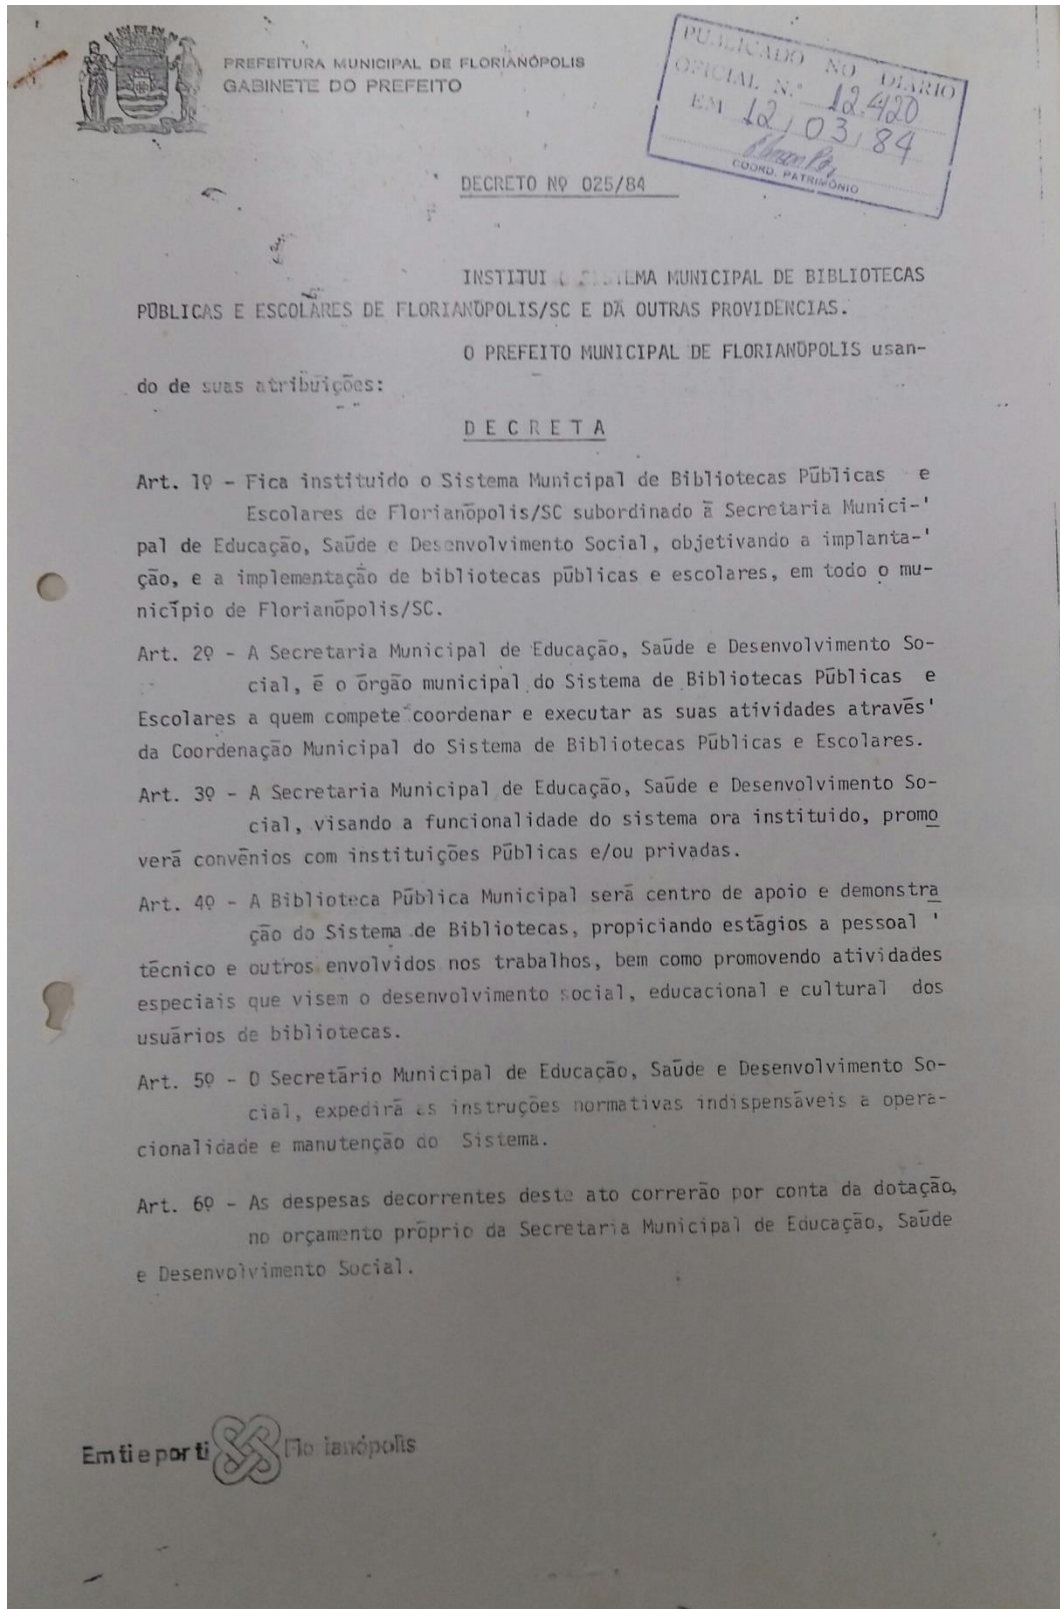 PREFEITURA MUNICIPAL DE FLORIANÓPOLIS
GABINETE DO PREFEITO
PUBLICADO NO DIÁRIO
OFICIAL N.º 12.420
EM 12/03/84
COORD. PATRIMÔNIO
DECRETO Nº 025/84
INSTITUI O SISTEMA MUNICIPAL DE BIBLIOTECAS
PÚBLICAS E ESCOLARES DE FLORIANÓPOLIS/SC E DÁ OUTRAS PROVIDENCIAS.
O PREFEITO MUNICIPAL DE FLORIANÓPOLIS usan-
do de suas atribuições:
D E C R E T A
Art. 1º - Fica instituido o Sistema Municipal de Bibliotecas Públicas e
Escolares de Florianópolis/SC subordinado à Secretaria Munici-'
pal de Educação, Saúde e Desenvolvimento Social, objetivando a implanta-'
ção, e a implementação de bibliotecas públicas e escolares, em todo o mu-
nicípio de Florianópolis/SC.
Art. 2º - A Secretaria Municipal de Educação, Saúde e Desenvolvimento So-
cial, é o órgão municipal do Sistema de Bibliotecas Públicas e
Escolares a quem compete coordenar e executar as suas atividades através'
da Coordenação Municipal do Sistema de Bibliotecas Públicas e Escolares.
Art. 3º - A Secretaria Municipal de Educação, Saúde e Desenvolvimento So-
cial, visando a funcionalidade do sistema ora instituido, promo
verá convênios com instituições Públicas e/ou privadas.
Art. 4º - A Biblioteca Pública Municipal será centro de apoio e demonstra
ção do Sistema de Bibliotecas, propiciando estágios a pessoal '
técnico e outros envolvidos nos trabalhos, bem como promovendo atividades
especiais que visem o desenvolvimento social, educacional e cultural dos
usuários de bibliotecas.
Art. 5º - O Secretário Municipal de Educação, Saúde e Desenvolvimento So-
cial, expedirá as instruções normativas indispensáveis a opera-
cionalidade e manutenção do Sistema.
Art. 6º - As despesas decorrentes deste ato correrão por conta da dotação,
no orçamento próprio da Secretaria Municipal de Educação, Saúde
e Desenvolvimento Social.
Em ti e por ti Florianópolis